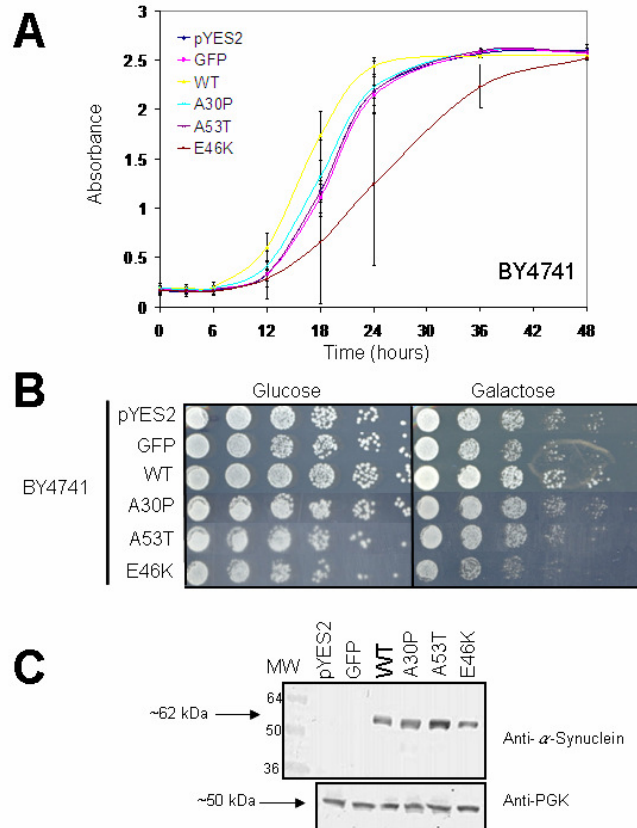 A
pYES2
GFP
WT
A30P
A53T
E46K
Absorbance
3
2.5
2
1.5
1
0.5
0
0 6 12 18 24 30 36 42 48
BY4741
Time (hours)
B
Glucose Galactose
pYES2
GFP
WT
BY4741
A30P
A53T
E46K
C
MW pYES2 GFP WT A30P A53T E46K
64
~62 kDa
50
Anti-α-Synuclein
36
~50 kDa
Anti-PGK